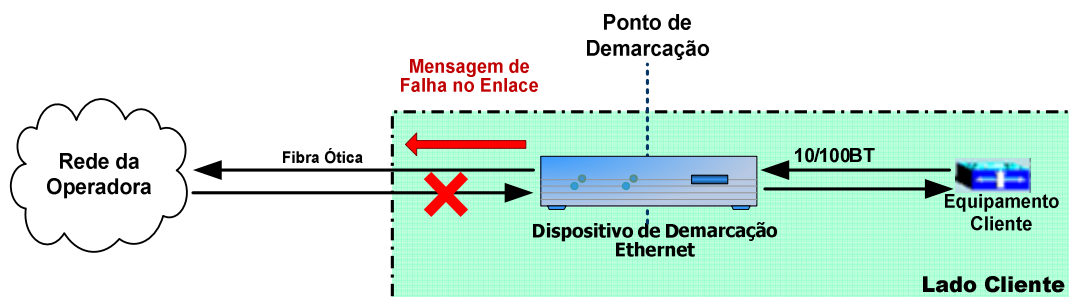 Ponto de
Demarcação
Mensagem de
Falha no Enlace
Rede da
Operadora
Fibra Ótica
10/100BT
Equipamento
Cliente
Dispositivo de Demarcação
Ethernet
Lado Cliente